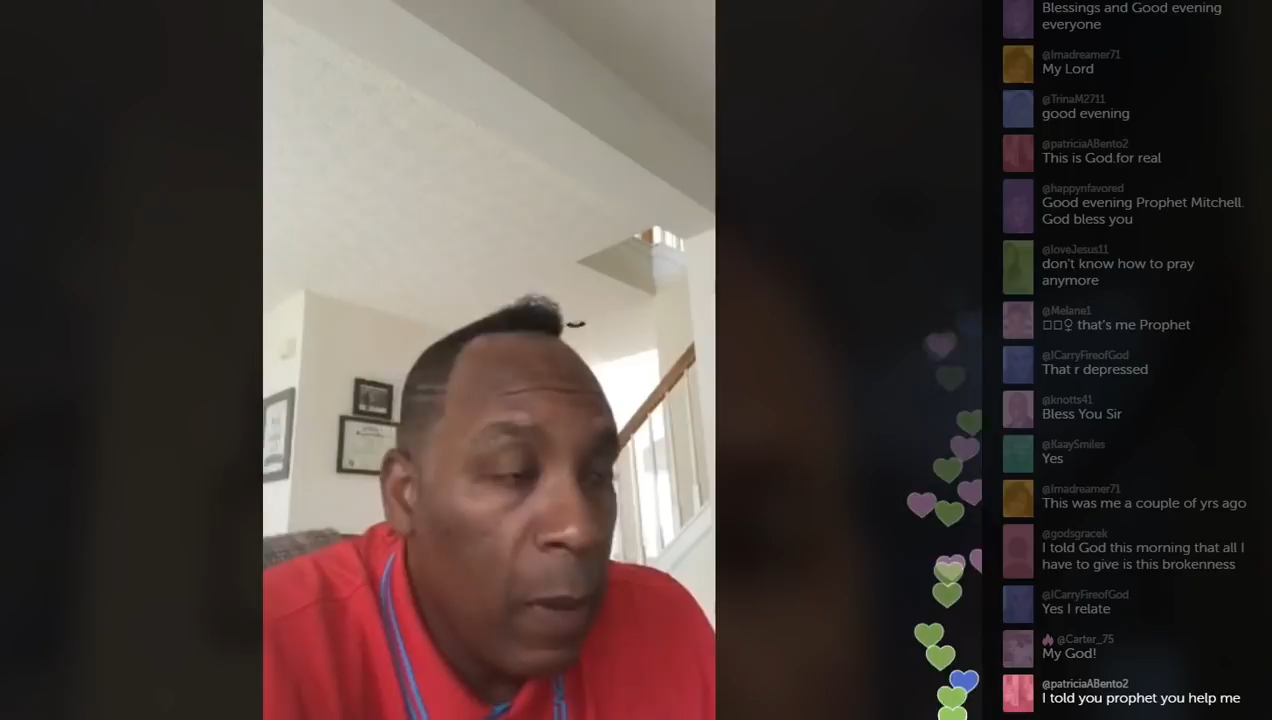 Blessings and Good evening
everyone
@Imadreamer71
My Lord
@TrinaM2711
good evening
@patriciaABento2
This is God.for real
@happynfavored
Good evening Prophet Mitchell.
God bless you
@loveJesus11
don't know how to pray
anymore
@Melane1
□□♀ that's me Prophet
@ICarryFireofGod
That r depressed
@knotts41
Bless You Sir
@KaaySmiles
Yes
@Imadreamer71
This was me a couple of yrs ago
@godsgracek
I told God this morning that all I
have to give is this brokenness
@ICarryFireofGod
Yes I relate
@Carter_75
My God!
@patriciaABento2
I told you prophet you help me